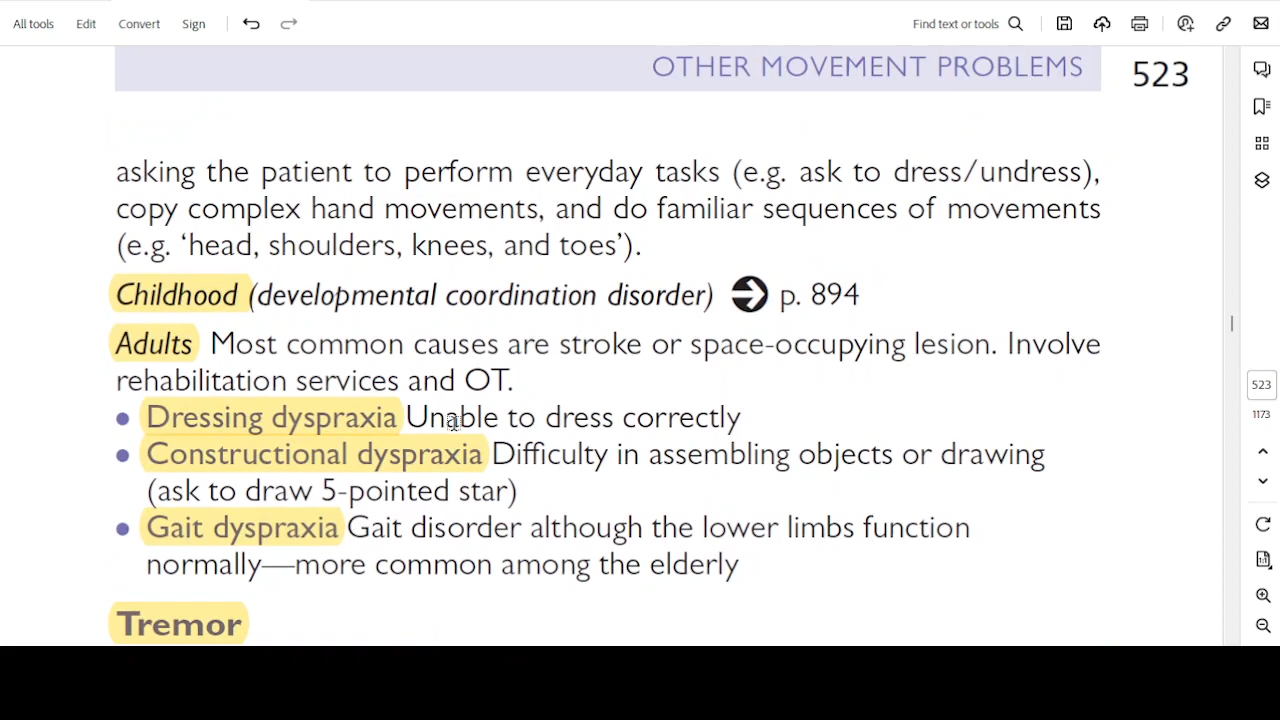 All tools Edit Convert Sign Find text or tools
OTHER MOVEMENT PROBLEMS 523
asking the patient to perform everyday tasks (e.g. ask to dress/undress),
copy complex hand movements, and do familiar sequences of movements
(e.g. ‘head, shoulders, knees, and toes’).
Childhood (developmental coordination disorder) p. 894
Adults Most common causes are stroke or space-occupying lesion. Involve
rehabilitation services and OT.
• Dressing dyspraxia Unable to dress correctly
• Constructional dyspraxia Difficulty in assembling objects or drawing
(ask to draw 5-pointed star)
• Gait dyspraxia Gait disorder although the lower limbs function
normally—more common among the elderly
Tremor
523
1173